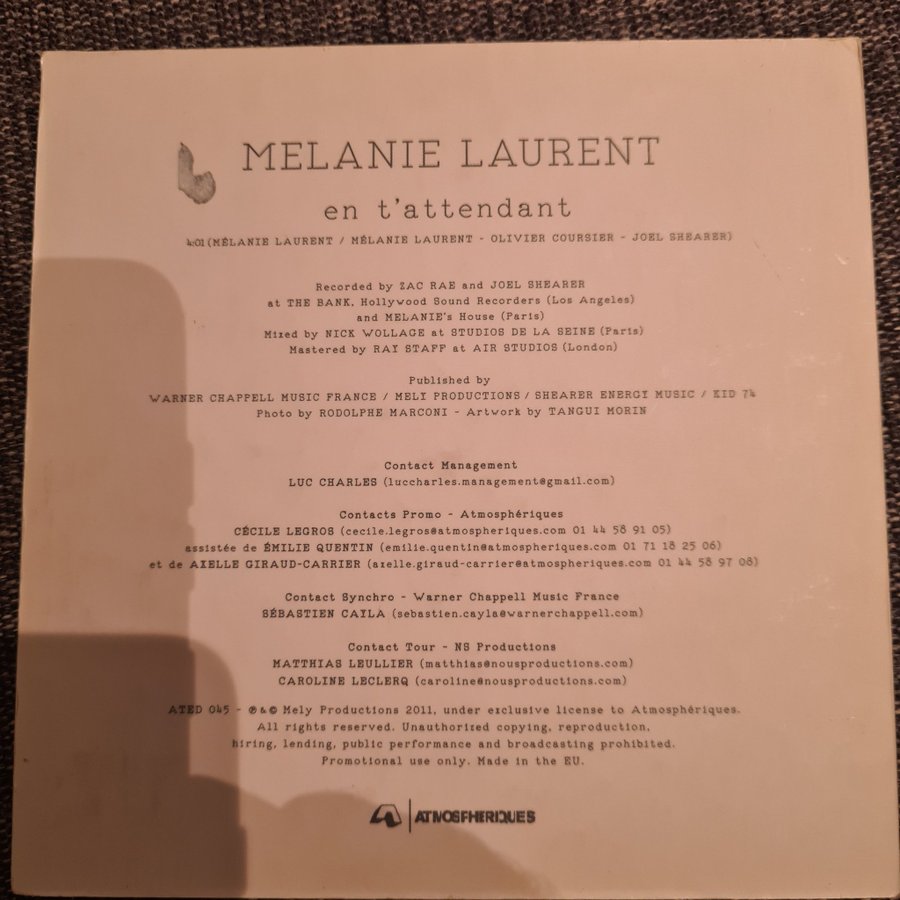 MELANIE LAURENT
en t'attendant
4:01 (MÉLANIE LAURENT / MÉLANIE LAURENT - OLIVIER COURSIER - JOEL SHEARER)
Recorded by ZAC RAE and JOEL SHEARER
at THE BANK, Hollywood Sound Recorders (Los Angeles)
and MELANIE's House (Paris)
Mixed by NICK WOLLAGE at STUDIOS DE LA SEINE (Paris)
Mastered by RAY STAFF at AIR STUDIOS (London)
Published by
WARNER CHAPPELL MUSIC FRANCE / MELY PRODUCTIONS / SHEARER ENERGY MUSIC / KID 74
Photo by RODOLPHE MARCONI - Artwork by TANGUI MORIN
Contact Management
LUC CHARLES (luccharles.management@gmail.com)
Contacts Promo - Atmosphériques
CÉCILE LEGROS (cecile.legros@atmospheriques.com 01 44 58 91 05)
assistée de ÉMILIE QUENTIN (emilie.quentin@atmospheriques.com 01 71 18 25 06)
et de AXELLE GIRAUD-CARRIER (axelle.giraud-carrier@atmospheriques.com 01 44 58 97 08)
Contact Synchro - Warner Chappell Music France
SÉBASTIEN CAYLA (sebastien.cayla@warnerchappell.com)
Contact Tour - NS Productions
MATTHIAS LEULLIER (matthias@nousproductions.com)
CAROLINE LECLERQ (caroline@nousproductions.com)
ATED 045 - ℗ & © Mely Productions 2011, under exclusive license to Atmosphériques.
All rights reserved. Unauthorized copying, reproduction,
hiring, lending, public performance and broadcasting prohibited.
Promotional use only. Made in the EU.
ATMOSPHERIQUES